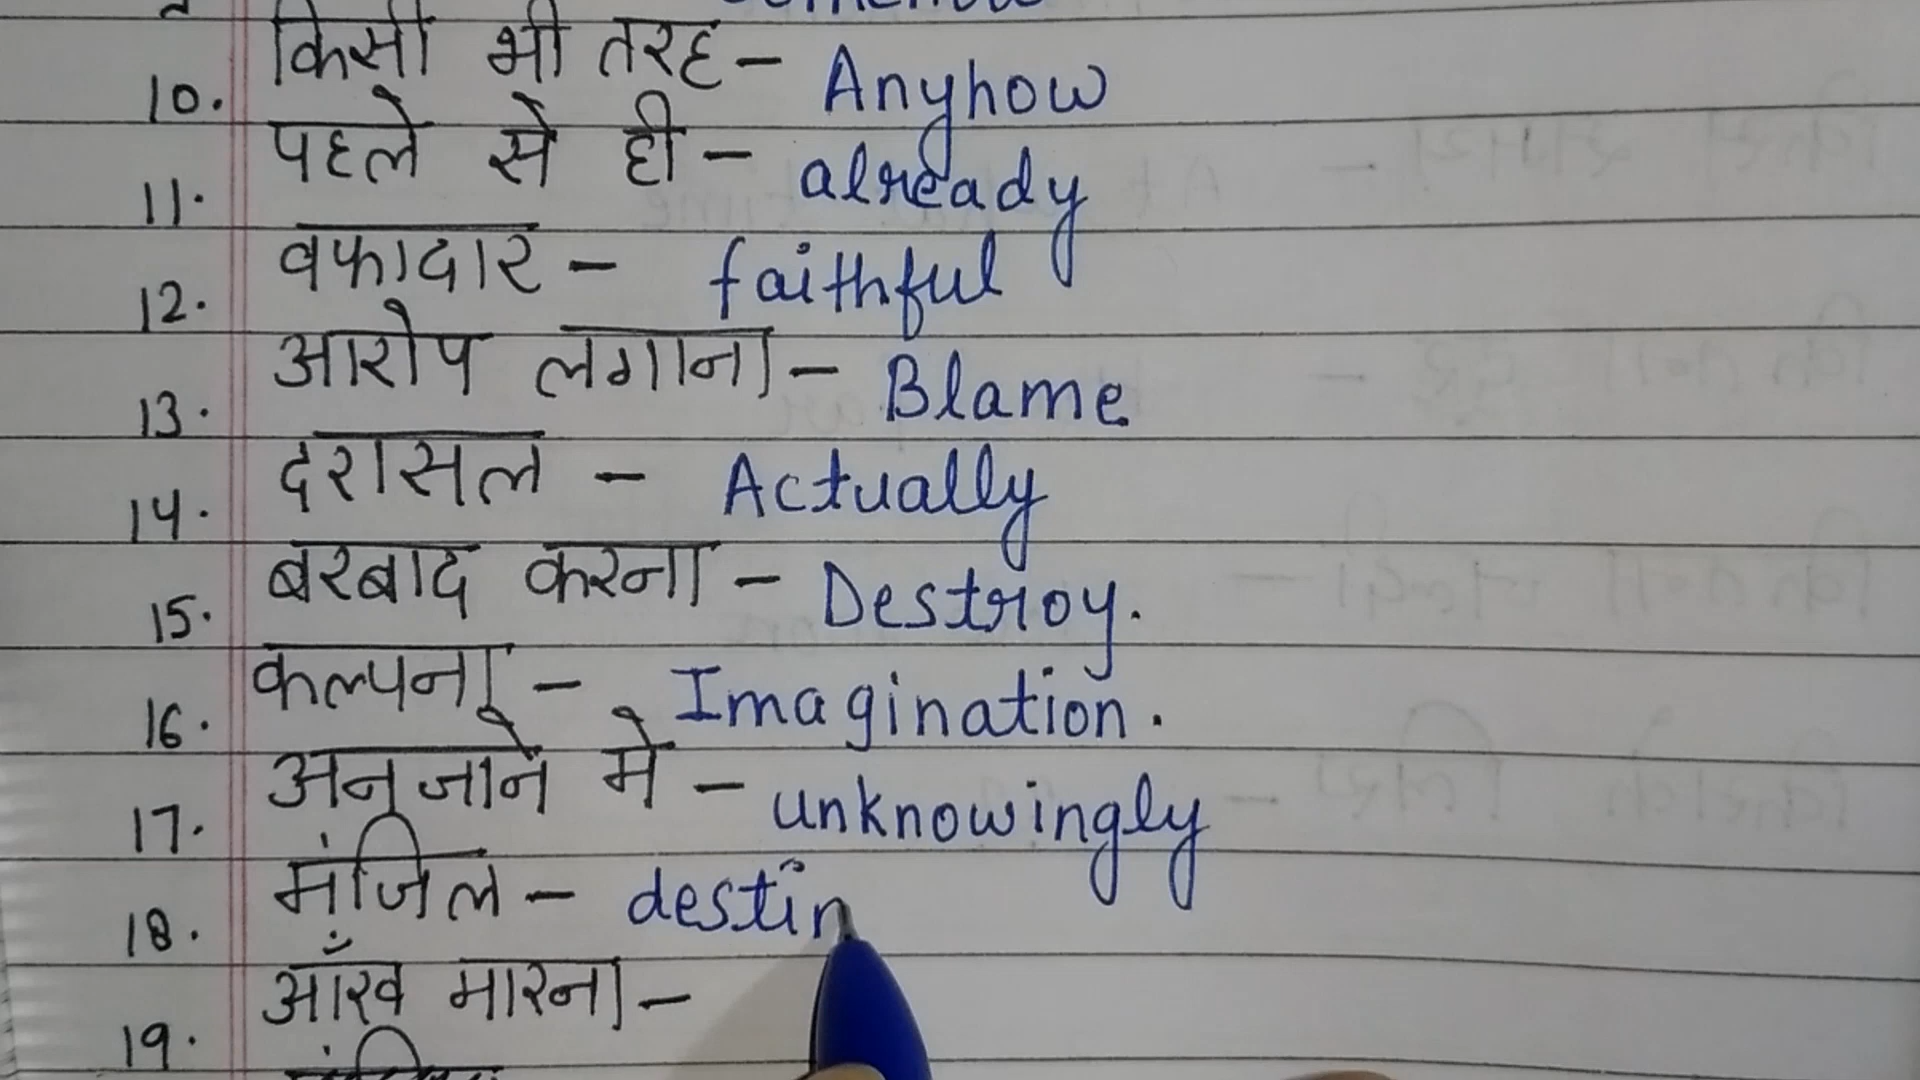 किसी भी तरह - Anyhow
10. पहले से ही - already
11. वफादार - faithful
12. आरोप लगाना - Blame
13. दरासल - Actually
14. बरबाद करना - Destroy.
15. कल्पना - Imagination.
16. अनजाने मे - unknowingly
17. मंजिल - destin
18. आँख मारना -
19.